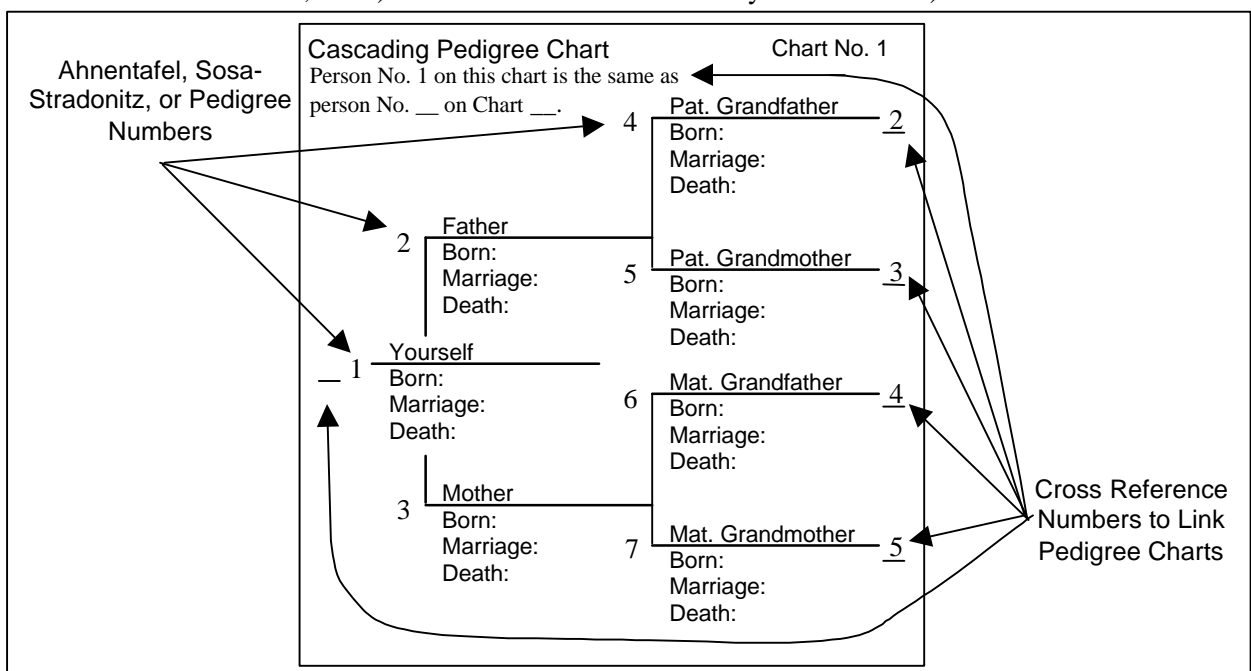 Cascading Pedigree Chart
Chart No. 1
Person No. 1 on this chart is the same as
person No. __ on Chart __.
Ahnentafel, Sosa-
Stradonitz, or Pedigree
Numbers
4
Pat. Grandfather
2
Born:
Marriage:
Death:
2
Father
Born:
Marriage:
Death:
5
Pat. Grandmother
3
Born:
Marriage:
Death:
__ 1
Yourself
Born:
Marriage:
Death:
6
Mat. Grandfather
4
Born:
Marriage:
Death:
3
Mother
Born:
Marriage:
Death:
7
Mat. Grandmother
5
Born:
Marriage:
Death:
Cross Reference
Numbers to Link
Pedigree Charts